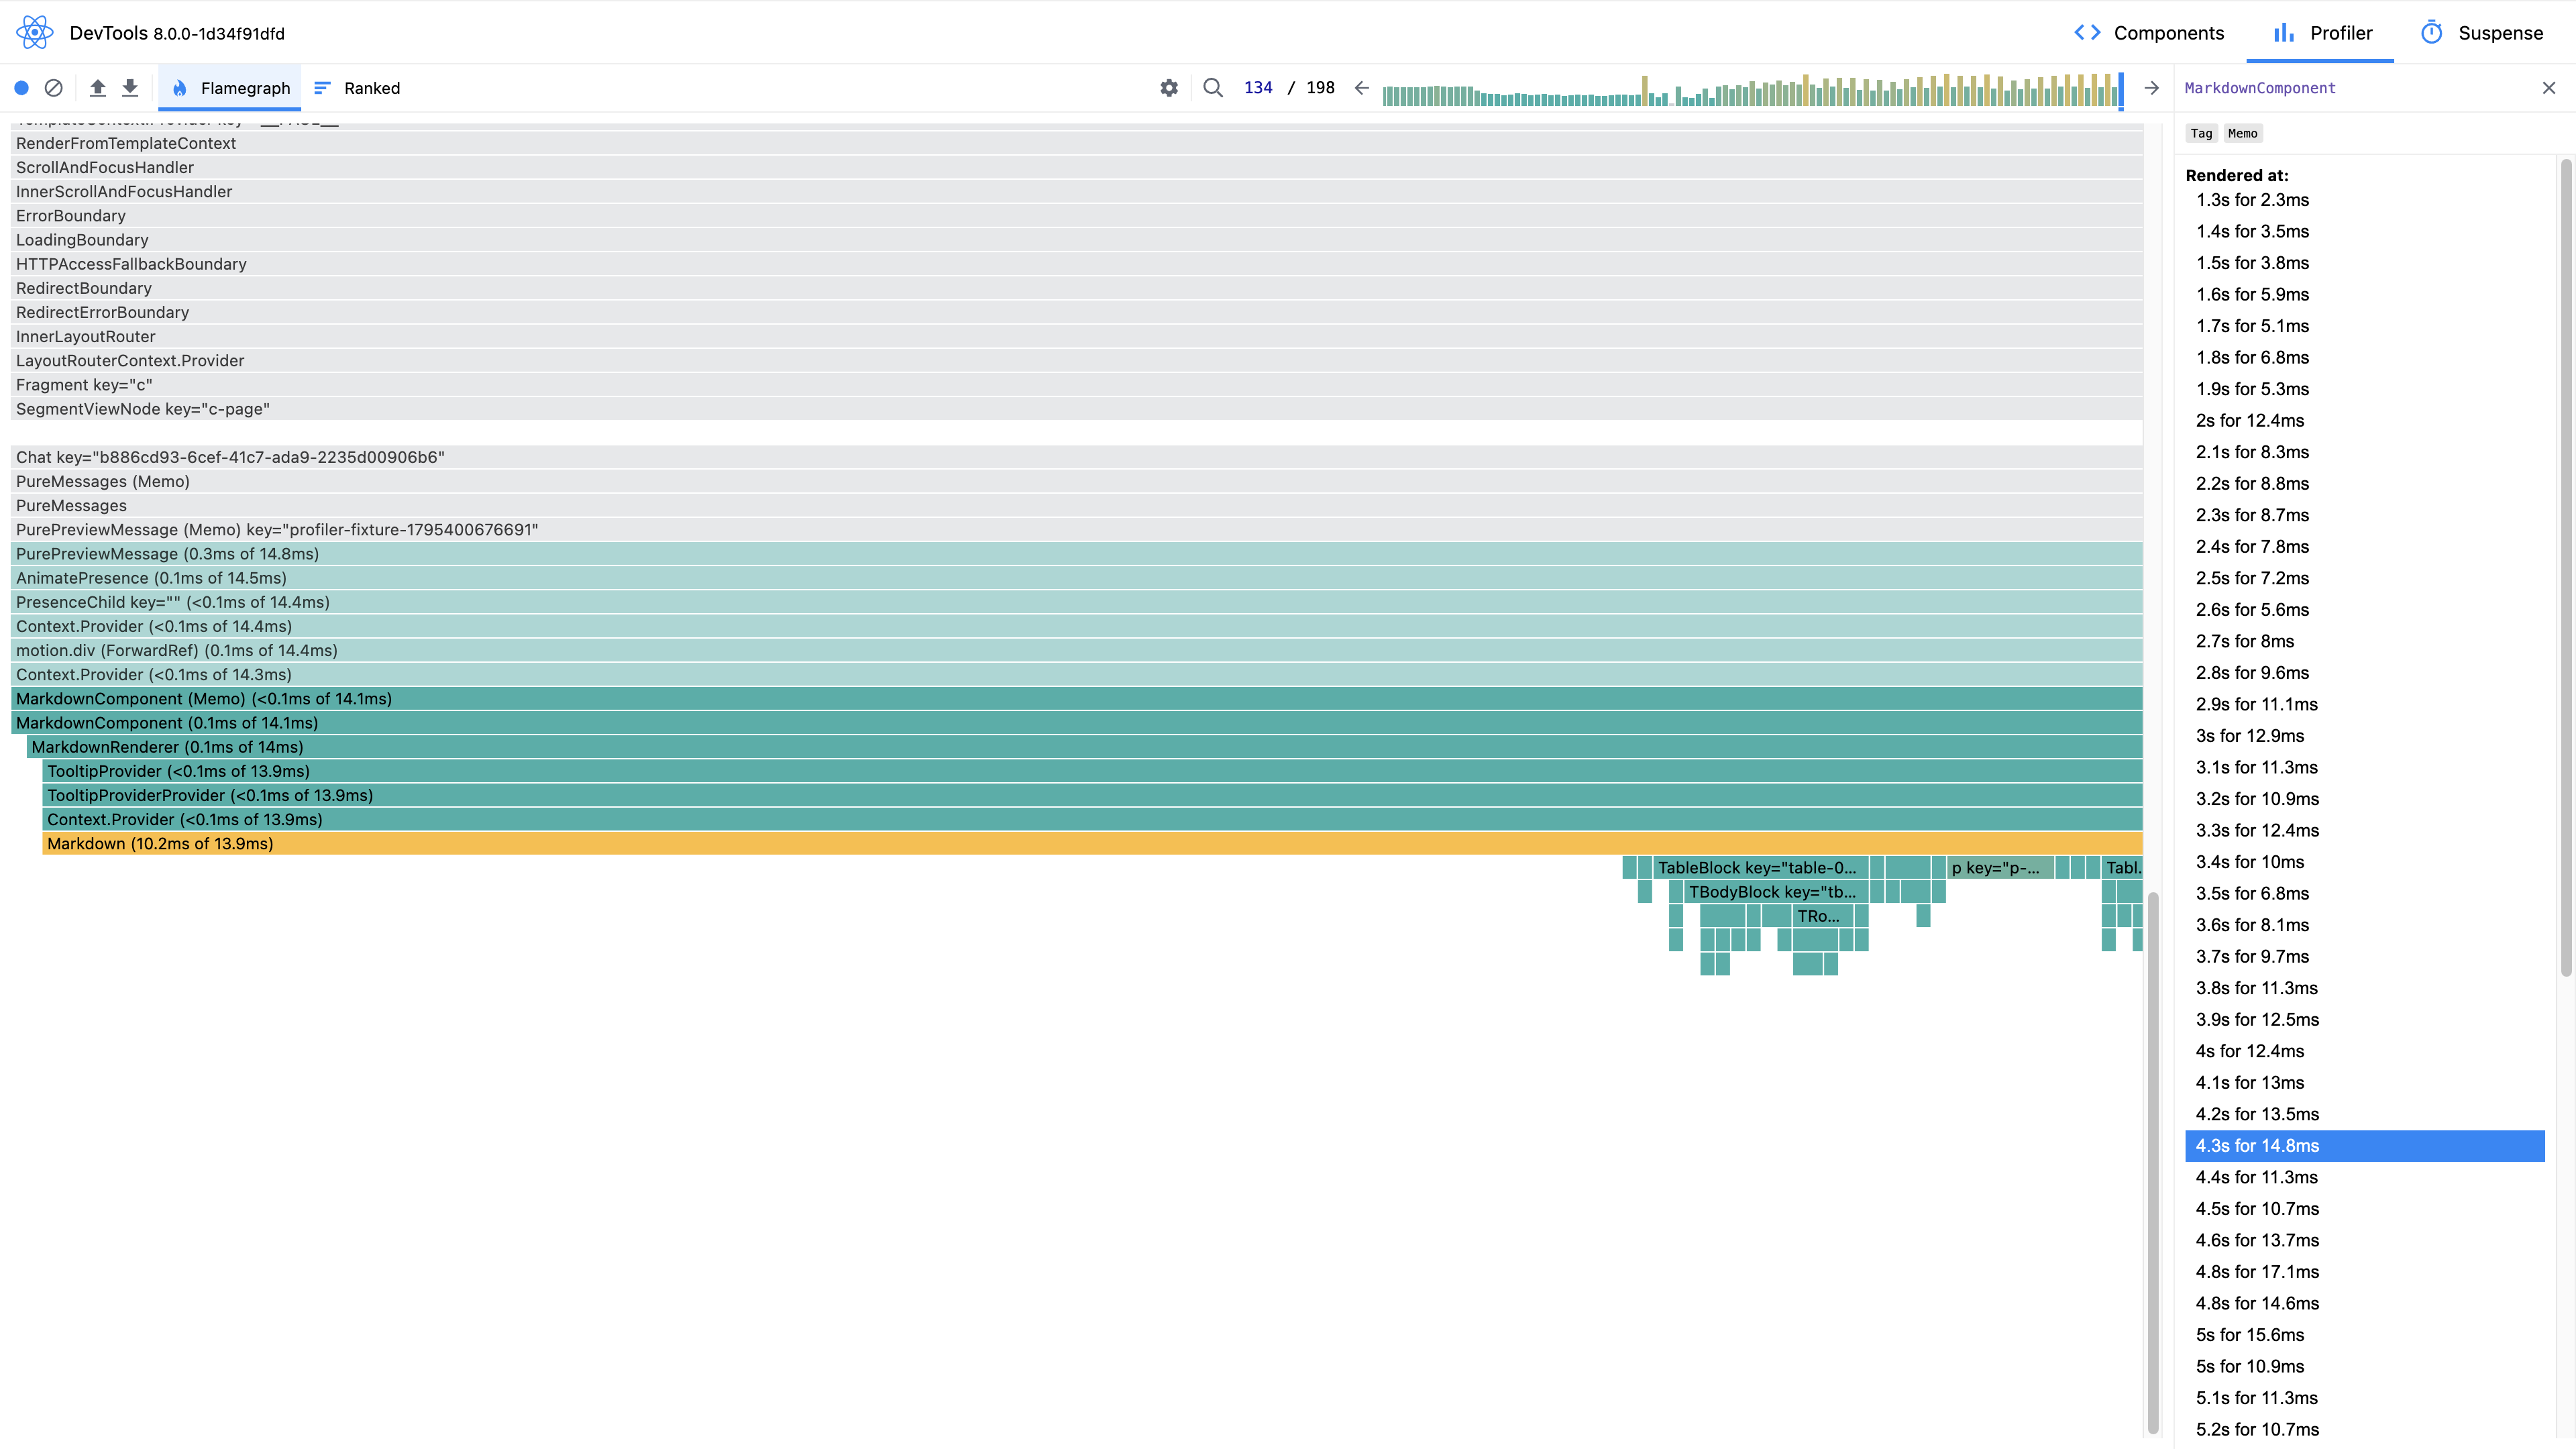 DevTools 8.0.0-1d34f91dfd
Components
Profiler
Suspense
Flamegraph
Ranked
134 / 198
MarkdownComponent
Tag Memo
RenderFromTemplateContext
ScrollAndFocusHandler
InnerScrollAndFocusHandler
ErrorBoundary
LoadingBoundary
HTTPAccessFallbackBoundary
RedirectBoundary
RedirectErrorBoundary
InnerLayoutRouter
LayoutRouterContext.Provider
Fragment key="c"
SegmentViewNode key="c-page"
Chat key="b886cd93-6cef-41c7-ada9-2235d00906b6"
PureMessages (Memo)
PureMessages
PurePreviewMessage (Memo) key="profiler-fixture-1795400676691"
PurePreviewMessage (0.3ms of 14.8ms)
AnimatePresence (0.1ms of 14.5ms)
PresenceChild key="" (<0.1ms of 14.4ms)
Context.Provider (<0.1ms of 14.4ms)
motion.div (ForwardRef) (0.1ms of 14.4ms)
Context.Provider (<0.1ms of 14.3ms)
MarkdownComponent (Memo) (<0.1ms of 14.1ms)
MarkdownComponent (0.1ms of 14.1ms)
MarkdownRenderer (0.1ms of 14ms)
TooltipProvider (<0.1ms of 13.9ms)
TooltipProviderProvider (<0.1ms of 13.9ms)
Context.Provider (<0.1ms of 13.9ms)
Markdown (10.2ms of 13.9ms)
TableBlock key="table-0...
p key="p-...
Tabl.
TBodyBlock key="tb...
TRo...
Rendered at:
1.3s for 2.3ms
1.4s for 3.5ms
1.5s for 3.8ms
1.6s for 5.9ms
1.7s for 5.1ms
1.8s for 6.8ms
1.9s for 5.3ms
2s for 12.4ms
2.1s for 8.3ms
2.2s for 8.8ms
2.3s for 8.7ms
2.4s for 7.8ms
2.5s for 7.2ms
2.6s for 5.6ms
2.7s for 8ms
2.8s for 9.6ms
2.9s for 11.1ms
3s for 12.9ms
3.1s for 11.3ms
3.2s for 10.9ms
3.3s for 12.4ms
3.4s for 10ms
3.5s for 6.8ms
3.6s for 8.1ms
3.7s for 9.7ms
3.8s for 11.3ms
3.9s for 12.5ms
4s for 12.4ms
4.1s for 13ms
4.2s for 13.5ms
4.3s for 14.8ms
4.4s for 11.3ms
4.5s for 10.7ms
4.6s for 13.7ms
4.8s for 17.1ms
4.8s for 14.6ms
5s for 15.6ms
5s for 10.9ms
5.1s for 11.3ms
5.2s for 10.7ms